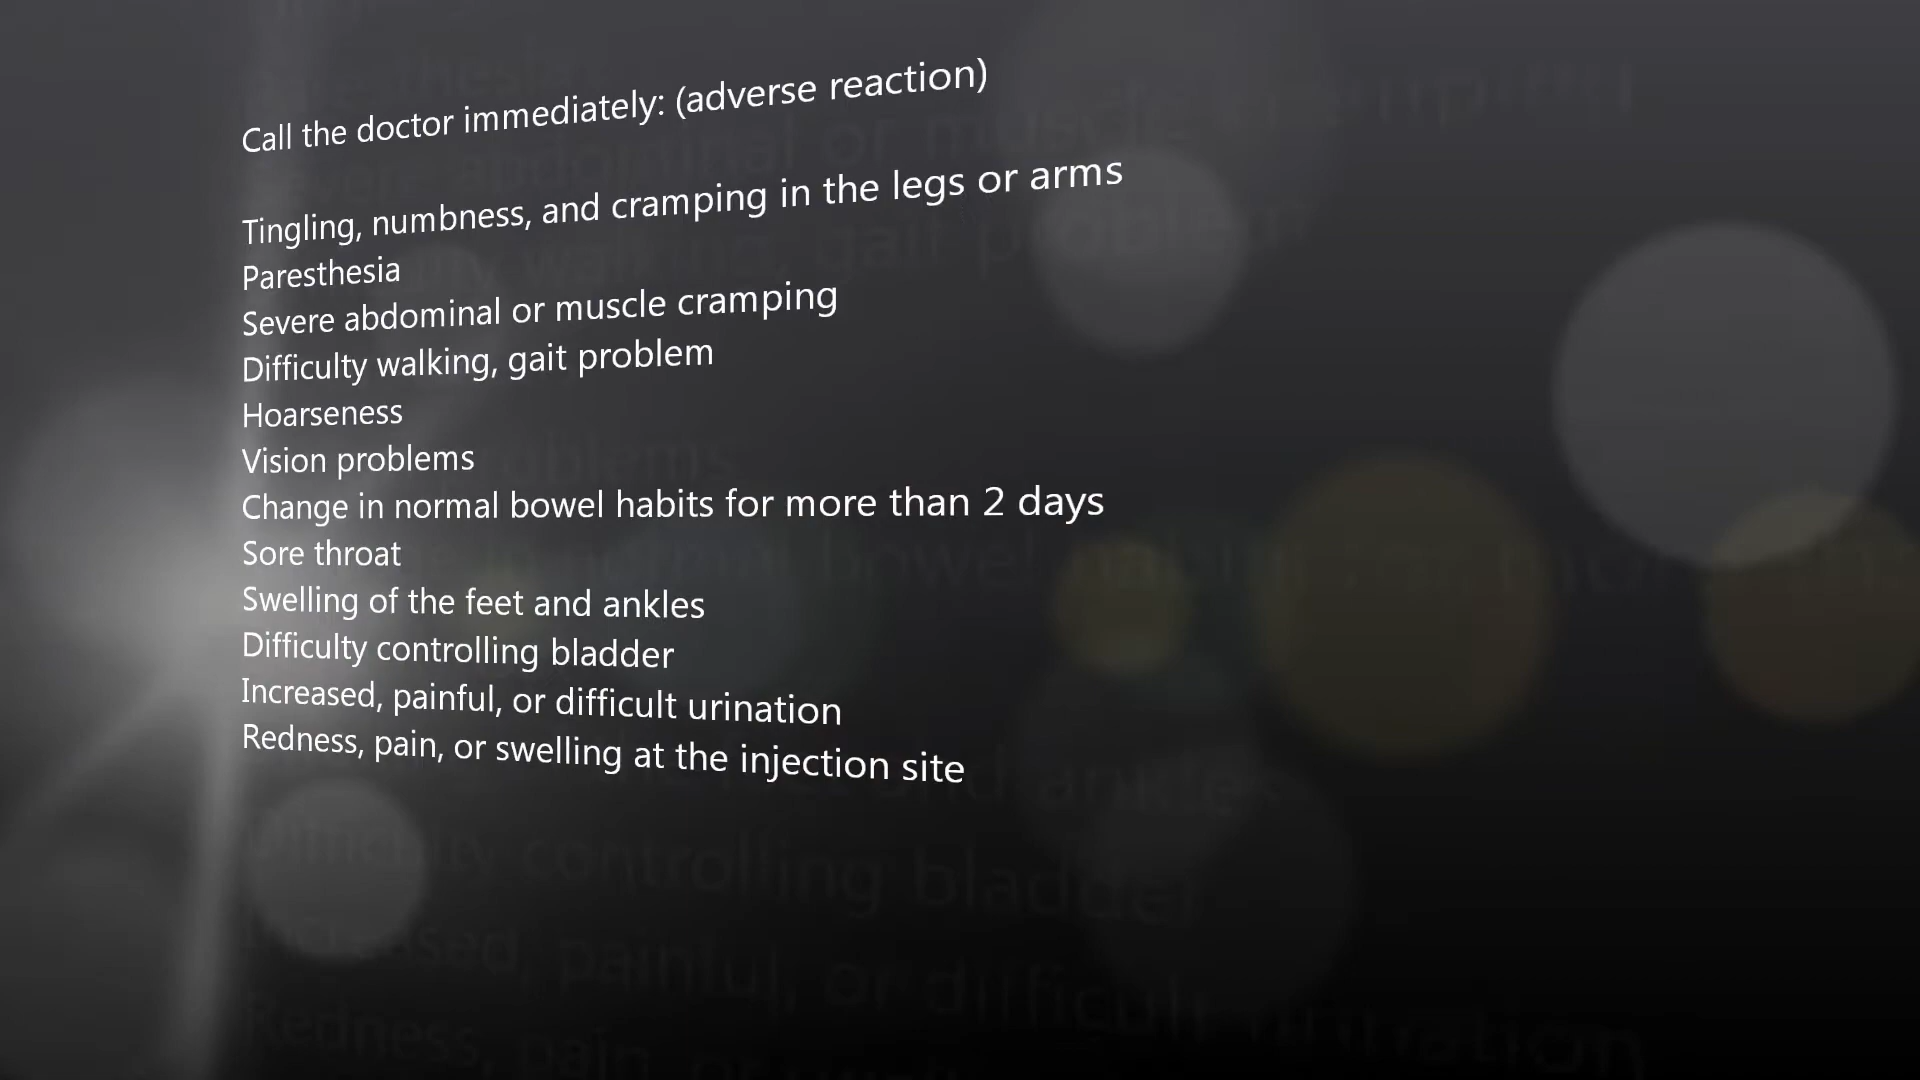 Call the doctor immediately: (adverse reaction)
Tingling, numbness, and cramping in the legs or arms
Paresthesia
Severe abdominal or muscle cramping
Difficulty walking, gait problem
Hoarseness
Vision problems
Change in normal bowel habits for more than 2 days
Sore throat
Swelling of the feet and ankles
Difficulty controlling bladder
Increased, painful, or difficult urination
Redness, pain, or swelling at the injection site